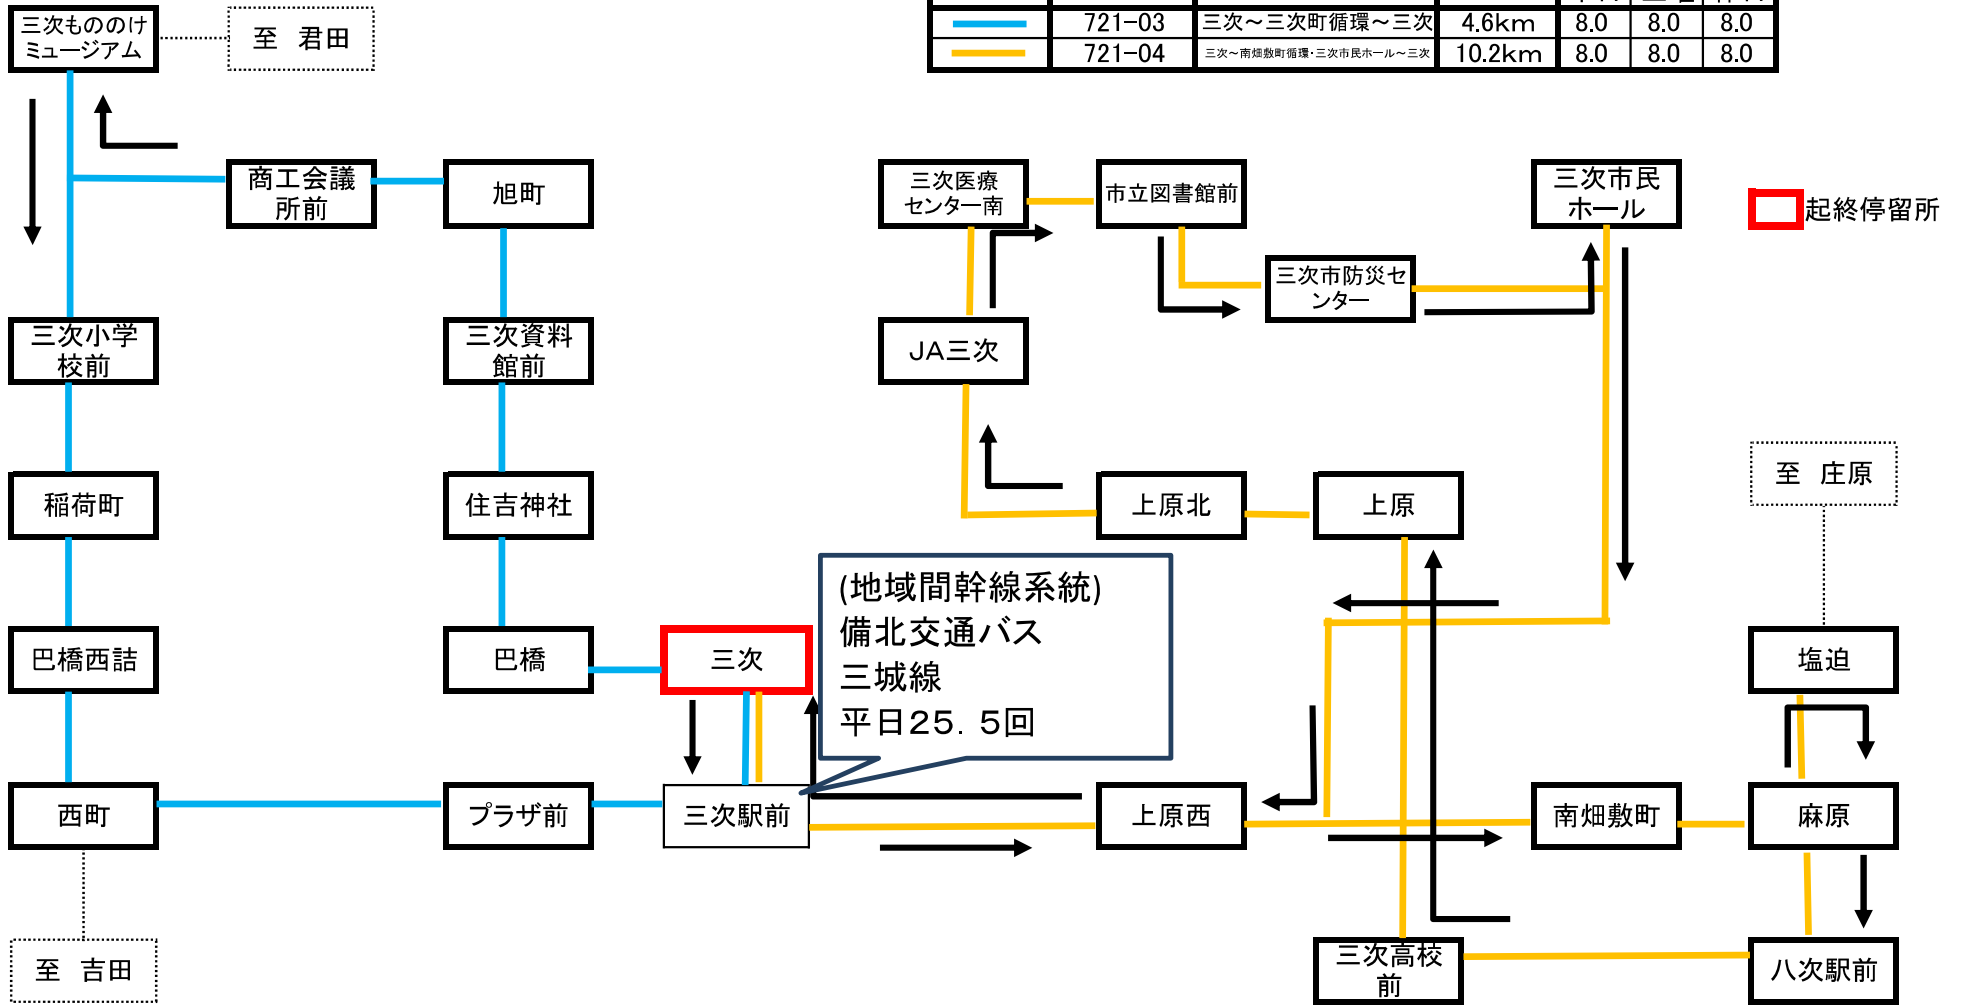 三次もののけ
ミュージアム
至 君田
721-03 三次～三次町循環～三次 4.6km 8.0 8.0 8.0
721-04 三次～南畑敷町循環・三次市民ホール～三次 10.2km 8.0 8.0 8.0
商工会議
所前
旭町
三次医療
センター南
市立図書館前
三次市民
ホール
起終停留所
三次市防災セ
ンター
三次小学
校前
三次資料
館前
JA三次
稲荷町
住吉神社
上原北
上原
至 庄原
(地域間幹線系統)
備北交通バス
三城線
平日25．5回
巴橋西詰
巴橋
三次
塩迫
西町
プラザ前
三次駅前
上原西
南畑敷町
麻原
至 吉田
三次高校
前
八次駅前